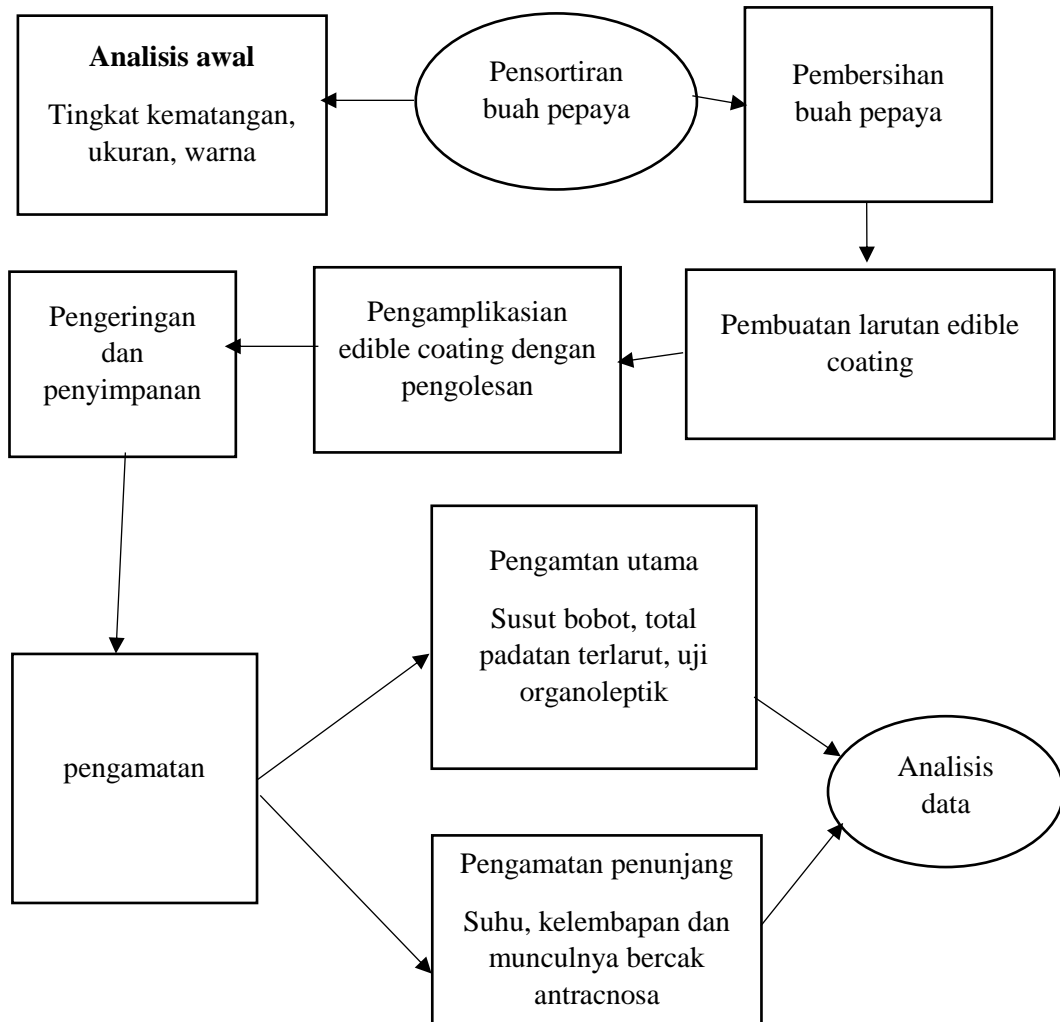 Analisis awal
Tingkat kematangan,
ukuran, warna
Pensortiran
buah pepaya
Pembersihan
buah pepaya
Pengeringan
dan
penyimpanan
Pengamplikasian
edible coating dengan
pengolesan
Pembuatan larutan edible
coating
pengamatan
Pengamtan utama
Susut bobot, total
padatan terlarut, uji
organoleptik
Analisis
data
Pengamatan penunjang
Suhu, kelembapan dan
munculnya bercak
antracnosa